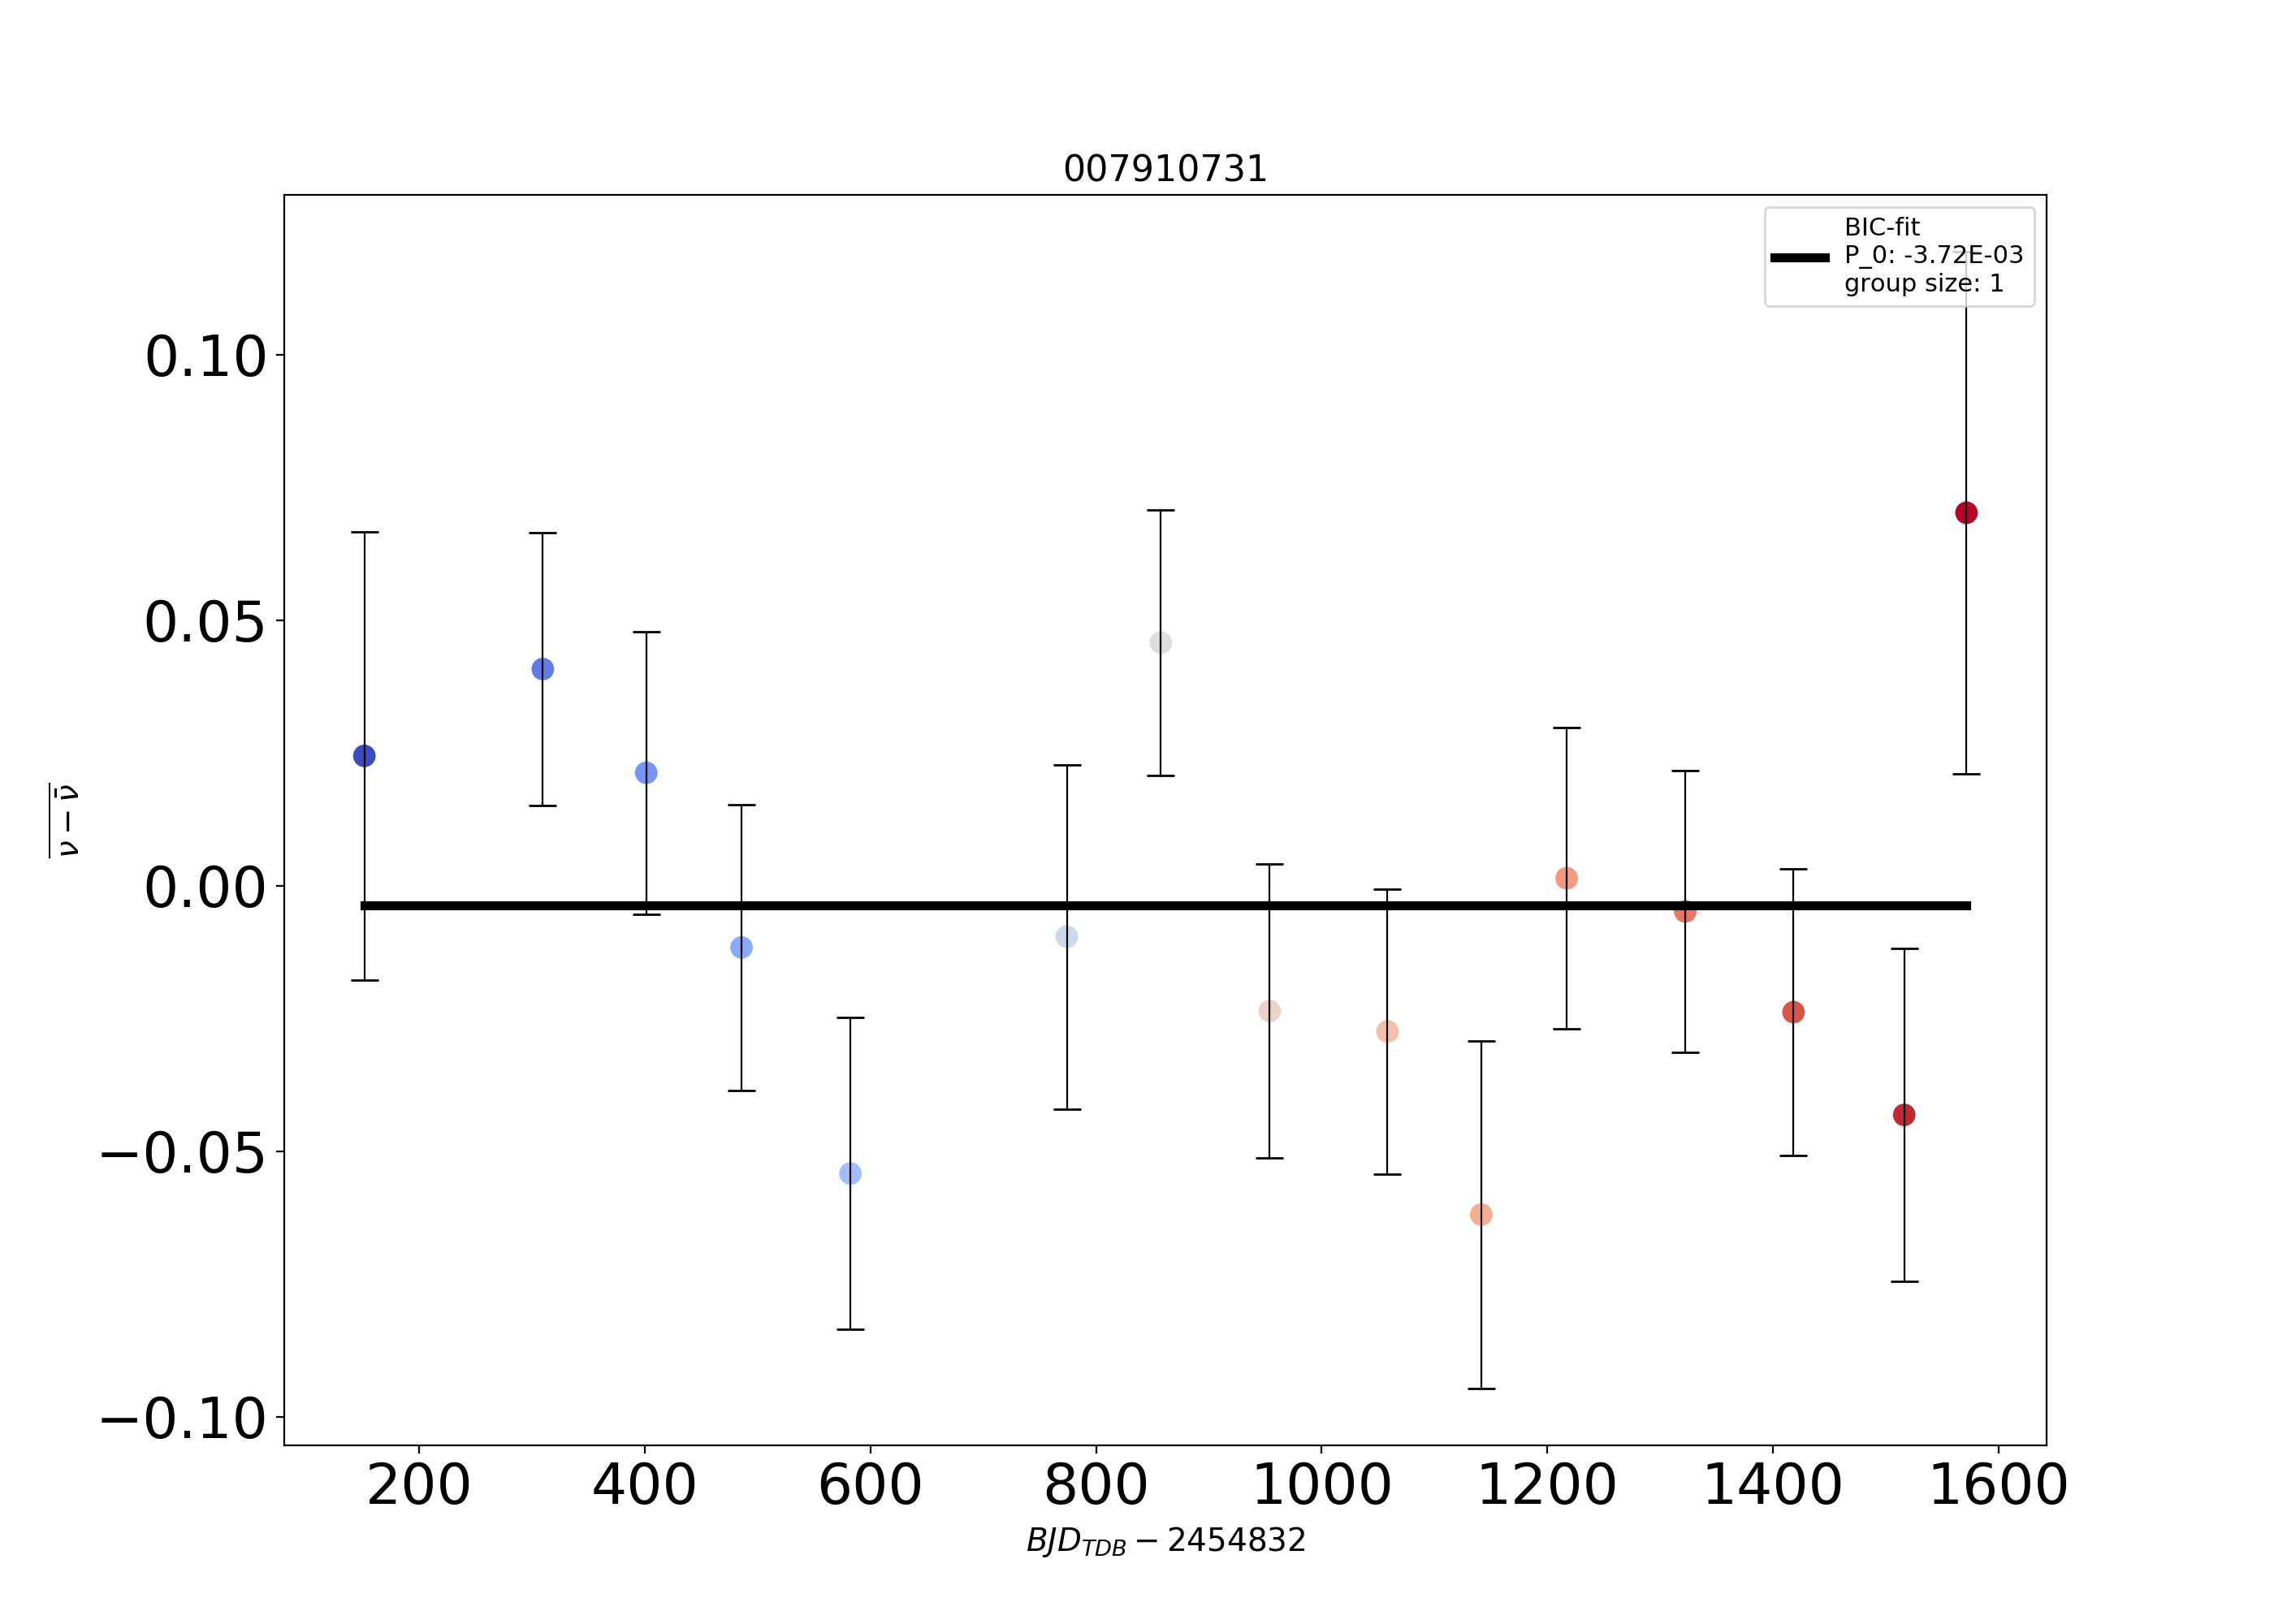 007910731
BIC-fit
P_0: -3.72E-03
group size: 1
0.10
0.05
0.00
−0.05
−0.10
ν − ν̄
200 400 600 800 1000 1200 1400 1600
BJD_TDB − 2454832